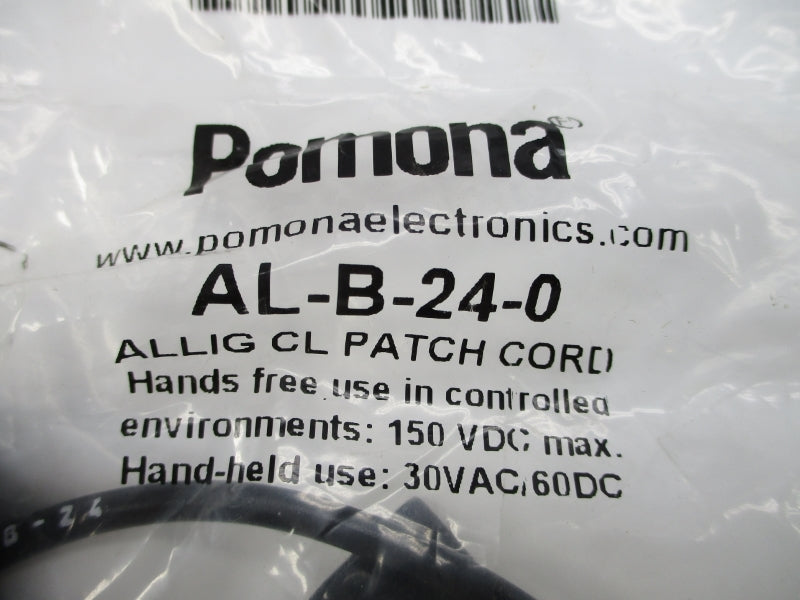 Pomona®
www.pomonaelectronics.com
AL-B-24-0
ALLIG CL PATCH CORD
Hands free use in controlled
environments: 150 VDC max.
Hand-held use: 30VAC/60DC
B-24